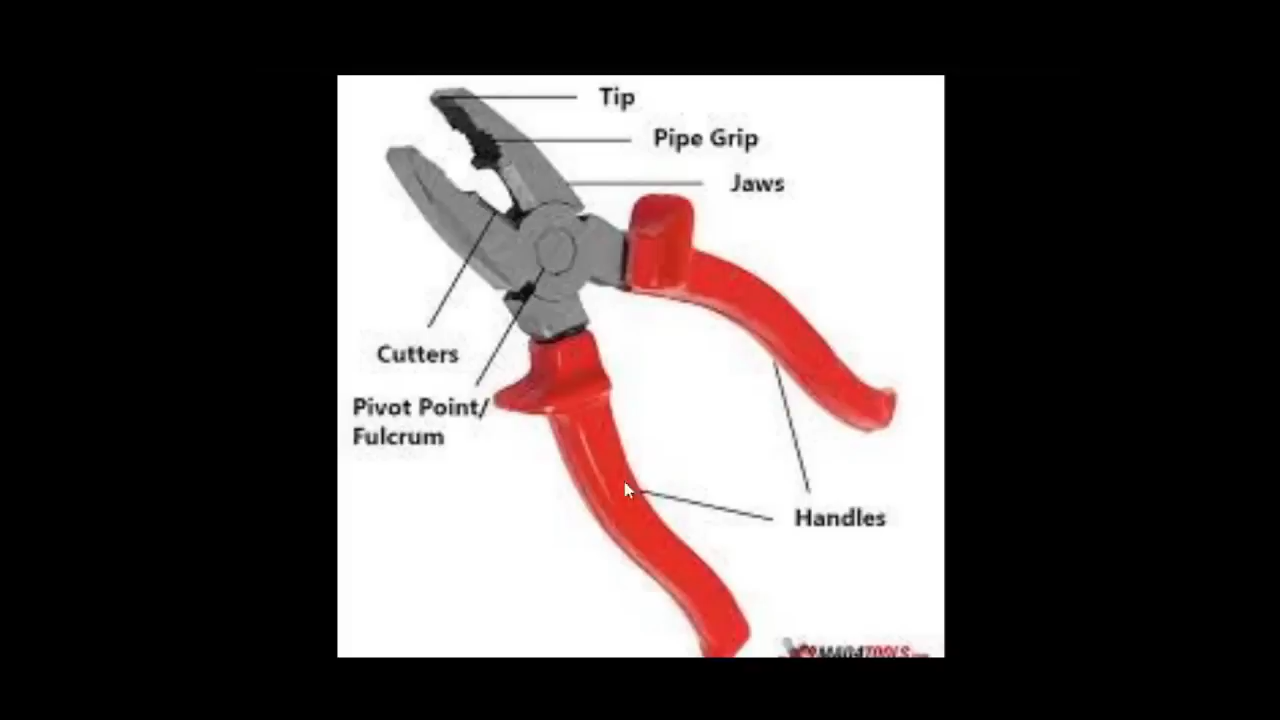 Tip
Pipe Grip
Jaws
Cutters
Pivot Point/
Fulcrum
Handles